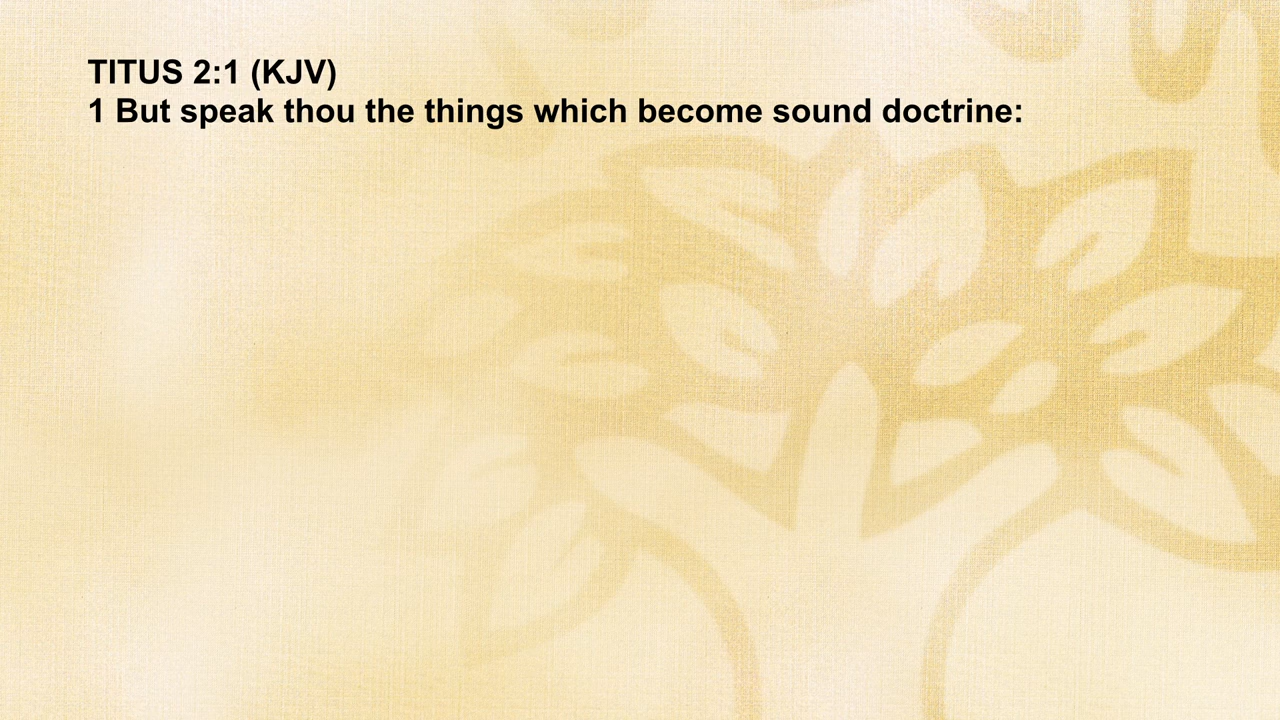 TITUS 2:1 (KJV)
1 But speak thou the things which become sound doctrine: